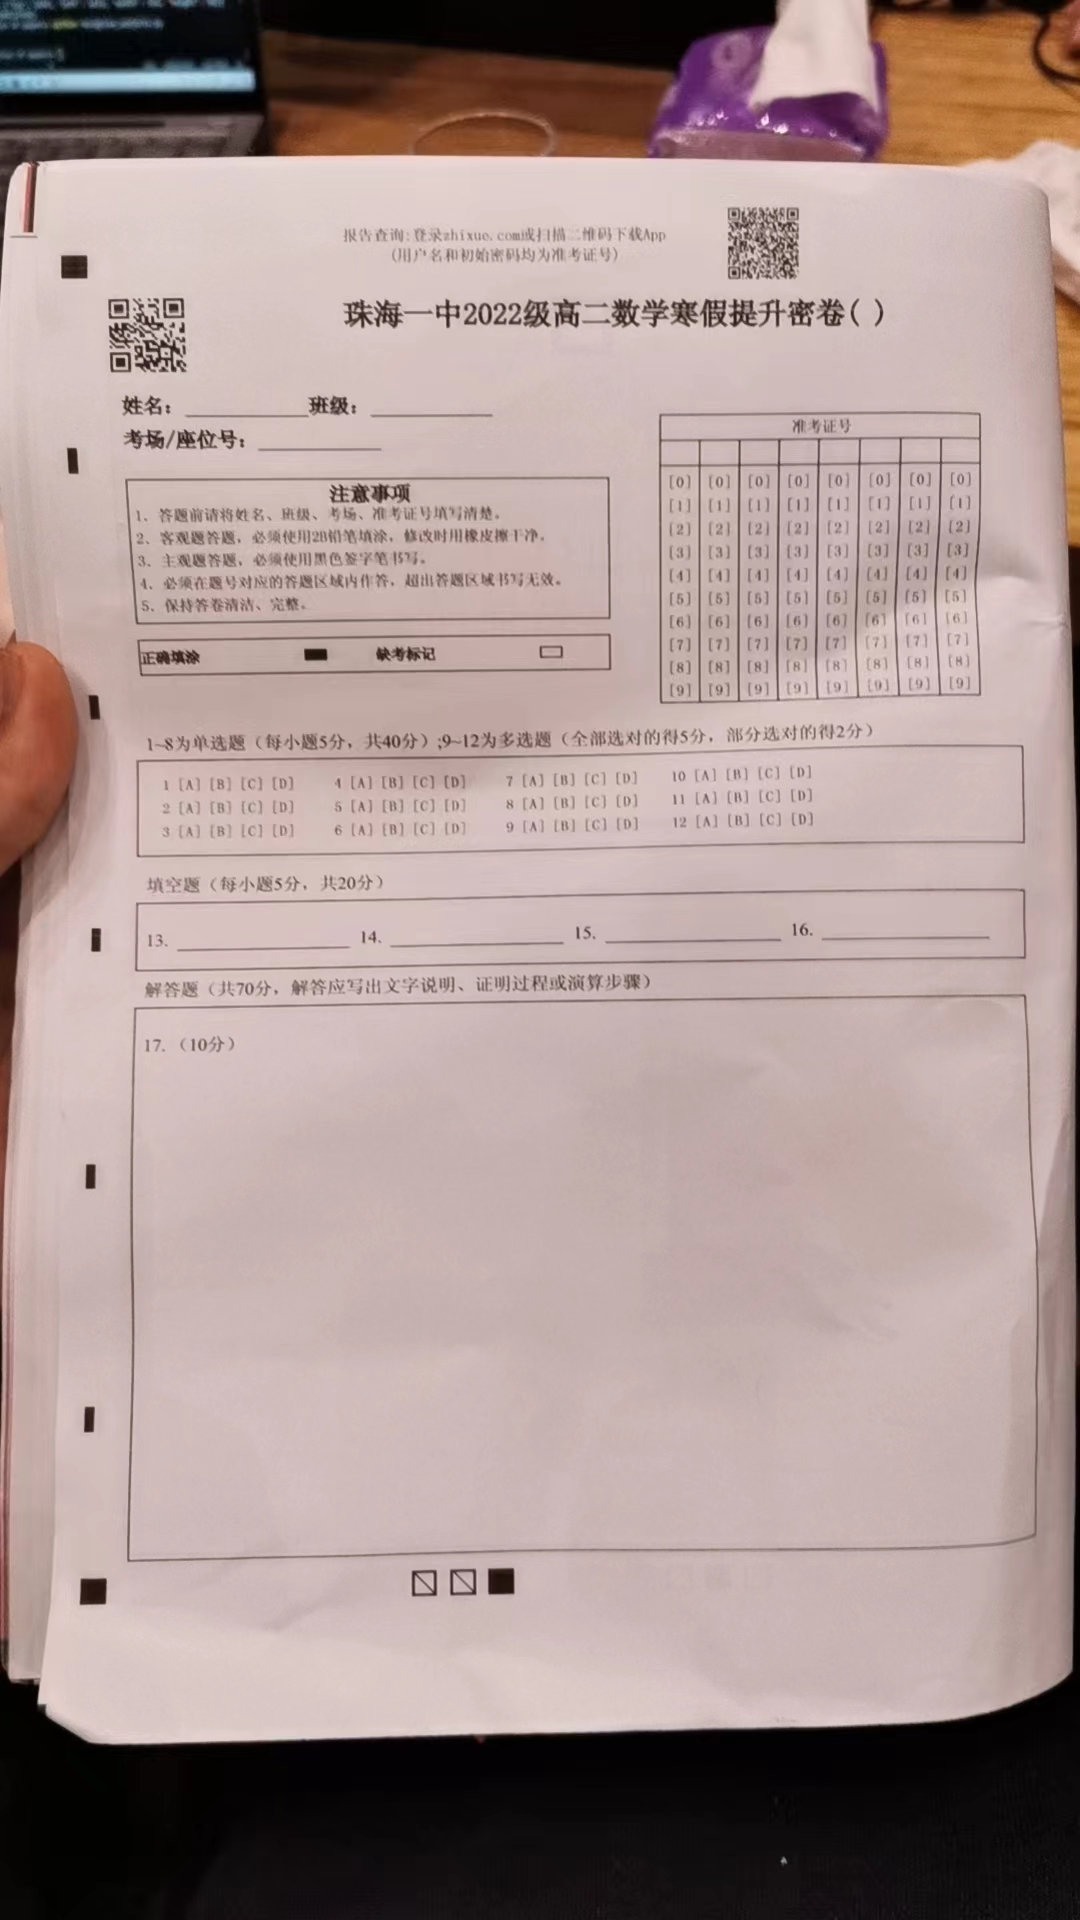 报告查询:登录zhixue.com或扫描二维码下载App
(用户名和初始密码均为准考证号)
珠海一中2022级高二数学寒假提升密卷( )
姓名: 班级:
考场/座位号:
准考证号
[0] [0] [0] [0] [0] [0] [0] [0]
[1] [1] [1] [1] [1] [1] [1] [1]
[2] [2] [2] [2] [2] [2] [2] [2]
[3] [3] [3] [3] [3] [3] [3] [3]
[4] [4] [4] [4] [4] [4] [4] [4]
[5] [5] [5] [5] [5] [5] [5] [5]
[6] [6] [6] [6] [6] [6] [6] [6]
[7] [7] [7] [7] [7] [7] [7] [7]
[8] [8] [8] [8] [8] [8] [8] [8]
[9] [9] [9] [9] [9] [9] [9] [9]
注意事项
1、答题前请将姓名、班级、考场、准考证号填写清楚。
2、客观题答题，必须使用2B铅笔填涂，修改时用橡皮擦干净。
3、主观题答题，必须使用黑色签字笔书写。
4、必须在题号对应的答题区域内作答，超出答题区域书写无效。
5、保持答卷清洁、完整。
正确填涂 缺考标记
1~8为单选题（每小题5分，共40分）;9~12为多选题（全部选对的得5分，部分选对的得2分）
1 [A] [B] [C] [D] 4 [A] [B] [C] [D] 7 [A] [B] [C] [D] 10 [A] [B] [C] [D]
2 [A] [B] [C] [D] 5 [A] [B] [C] [D] 8 [A] [B] [C] [D] 11 [A] [B] [C] [D]
3 [A] [B] [C] [D] 6 [A] [B] [C] [D] 9 [A] [B] [C] [D] 12 [A] [B] [C] [D]
填空题（每小题5分，共20分）
13. 14. 15. 16.
解答题（共70分，解答应写出文字说明、证明过程或演算步骤）
17.（10分）